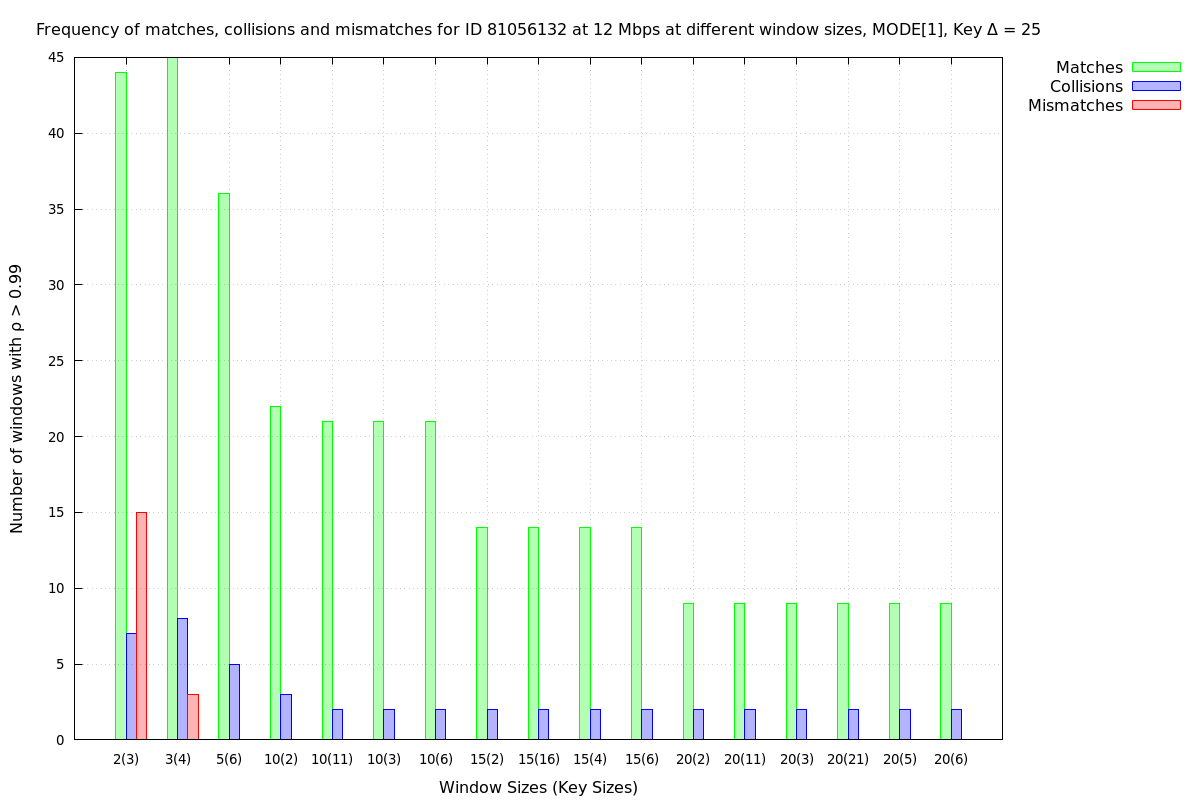 Frequency of matches, collisions and mismatches for ID 81056132 at 12 Mbps at different window sizes, MODE[1], Key Δ = 25
Matches
Collisions
Mismatches
Number of windows with ρ > 0.99
45
40
35
30
25
20
15
10
5
0
2(3) 3(4) 5(6) 10(2) 10(11) 10(3) 10(6) 15(2) 15(16) 15(4) 15(6) 20(2) 20(11) 20(3) 20(21) 20(5) 20(6)
Window Sizes (Key Sizes)